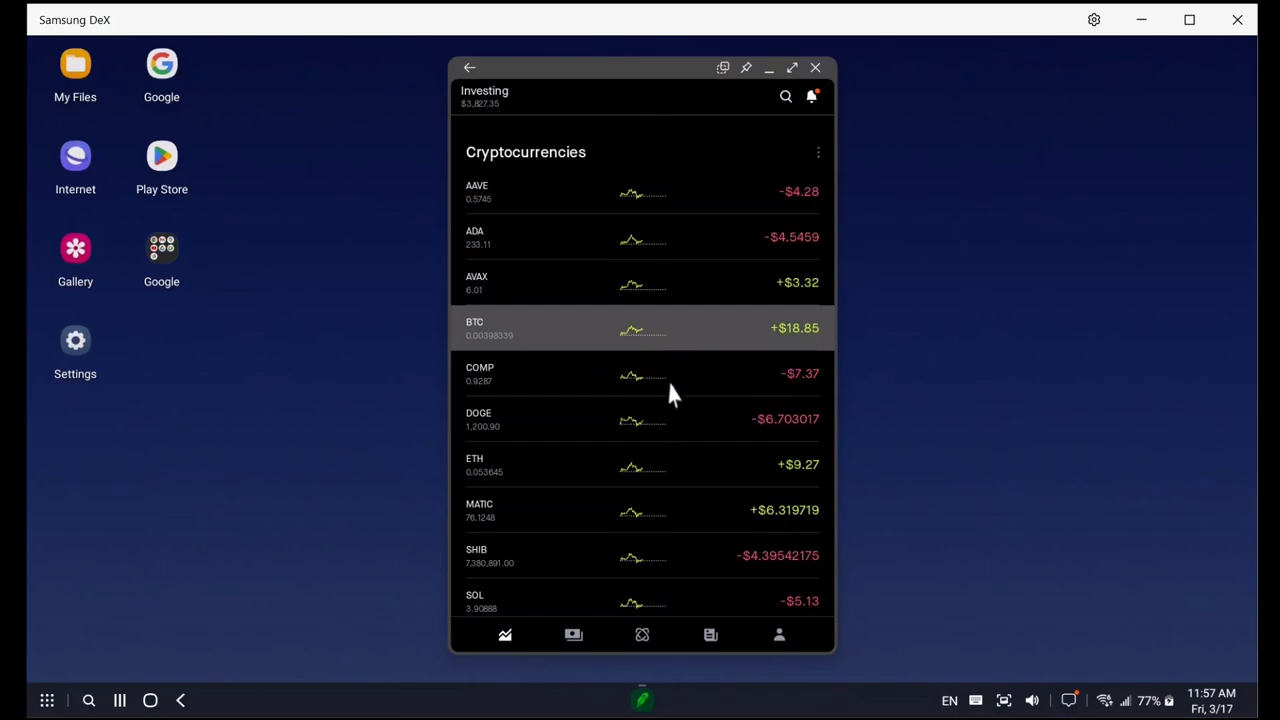 Samsung DeX
My Files
Google
Internet
Play Store
Gallery
Google
Settings
Investing
$3,827.35
Cryptocurrencies
AAVE
0.5745
-$4.28
ADA
233.11
-$4.5459
AVAX
6.01
+$3.32
BTC
0.00398339
+$18.85
COMP
0.9287
-$7.37
DOGE
1,200.90
-$6.703017
ETH
0.053645
+$9.27
MATIC
76.1248
+$6.319719
SHIB
7,380,891.00
-$4.39542175
SOL
3.90888
-$5.13
EN
77%
11:57 AM
Fri, 3/17